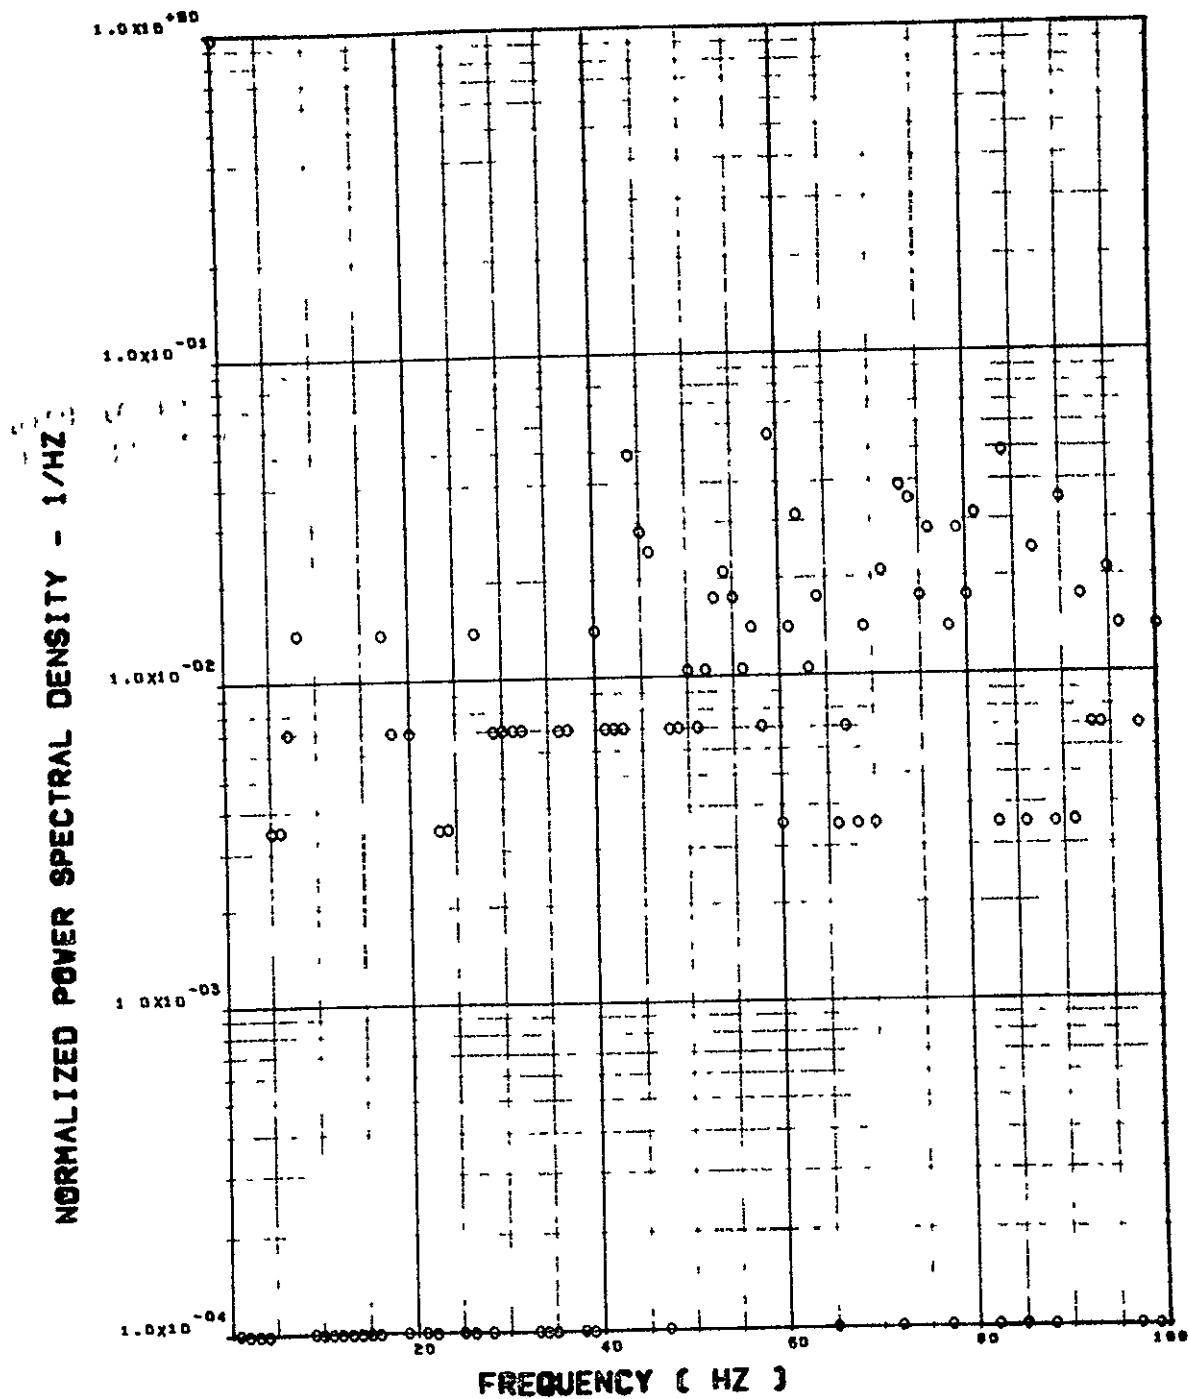 1.0X10+00
1.0X10-01
1.0X10-02
1 0X10-03
1.0X10-04
NORMALIZED POWER SPECTRAL DENSITY - 1/HZ
20
40
60
80
100
FREQUENCY ( HZ )